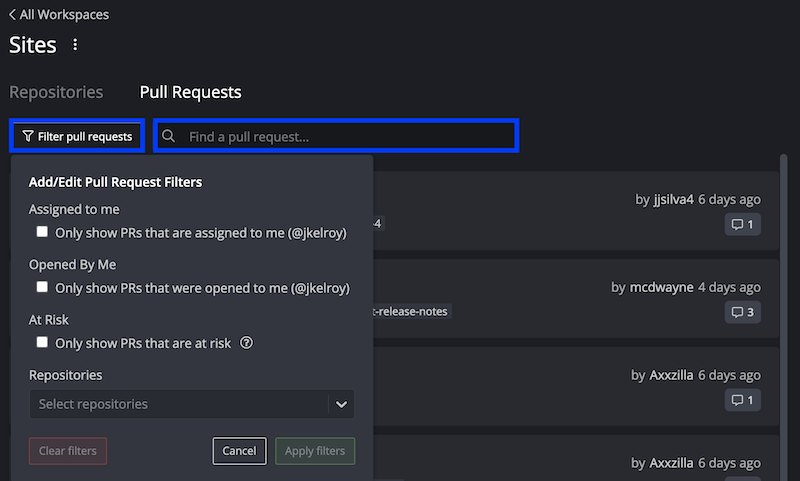 All Workspaces
Sites
Repositories Pull Requests
Filter pull requests Find a pull request...
Add/Edit Pull Request Filters
Assigned to me
Only show PRs that are assigned to me (@jkelroy)
Opened By Me
Only show PRs that were opened to me (@jkelroy)
At Risk
Only show PRs that are at risk ?
Repositories
Select repositories
Clear filters Cancel Apply filters
by jjsilva4 6 days ago
-4 1
by mcdwayne 4 days ago
t-release-notes 3
by Axxzilla 6 days ago
1
by Axxzilla 6 days ago